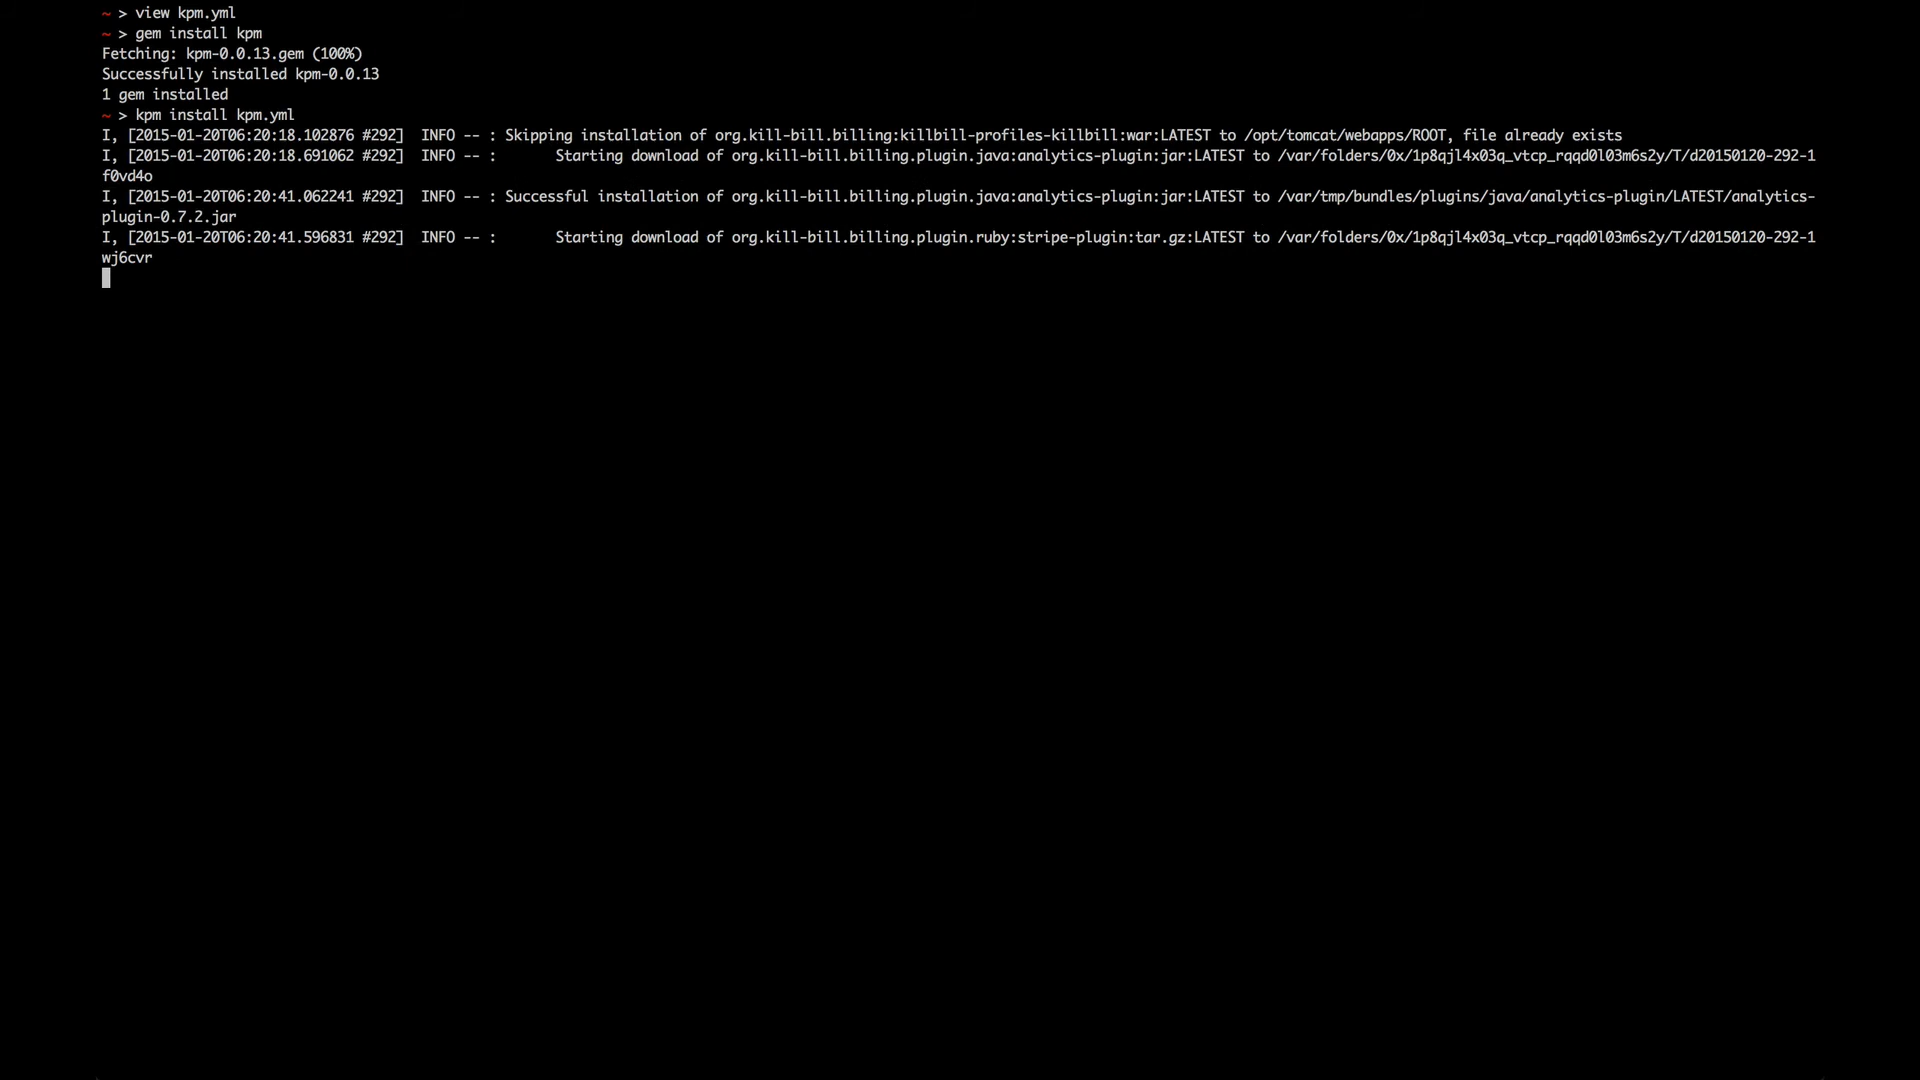 ~ > view kpm.yml
~ > gem install kpm
Fetching: kpm-0.0.13.gem (100%)
Successfully installed kpm-0.0.13
1 gem installed
~ > kpm install kpm.yml
I, [2015-01-20T06:20:18.102876 #292]  INFO -- : Skipping installation of org.kill-bill.billing:killbill-profiles-killbill:war:LATEST to /opt/tomcat/webapps/ROOT, file already exists
I, [2015-01-20T06:20:18.691062 #292]  INFO -- :       Starting download of org.kill-bill.billing.plugin.java:analytics-plugin:jar:LATEST to /var/folders/0x/1p8qjl4x03q_vtcp_rqqd0l03m6s2y/T/d20150120-292-1
f0vd4o
I, [2015-01-20T06:20:41.062241 #292]  INFO -- : Successful installation of org.kill-bill.billing.plugin.java:analytics-plugin:jar:LATEST to /var/tmp/bundles/plugins/java/analytics-plugin/LATEST/analytics-
plugin-0.7.2.jar
I, [2015-01-20T06:20:41.596831 #292]  INFO -- :       Starting download of org.kill-bill.billing.plugin.ruby:stripe-plugin:tar.gz:LATEST to /var/folders/0x/1p8qjl4x03q_vtcp_rqqd0l03m6s2y/T/d20150120-292-1
wj6cvr